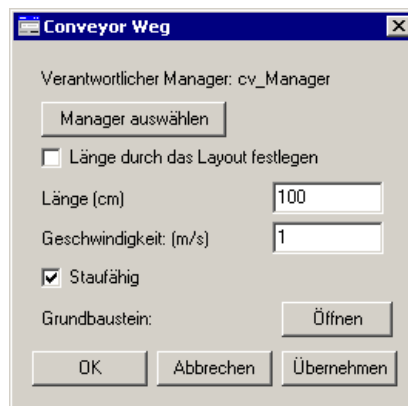 Conveyor Weg
Verantwortlicher Manager: cv_Manager
Manager auswählen
Länge durch das Layout festlegen
Länge (cm) 100
Geschwindigkeit: (m/s) 1
Staufähig
Grundbaustein: Öffnen
OK Abbrechen Übernehmen